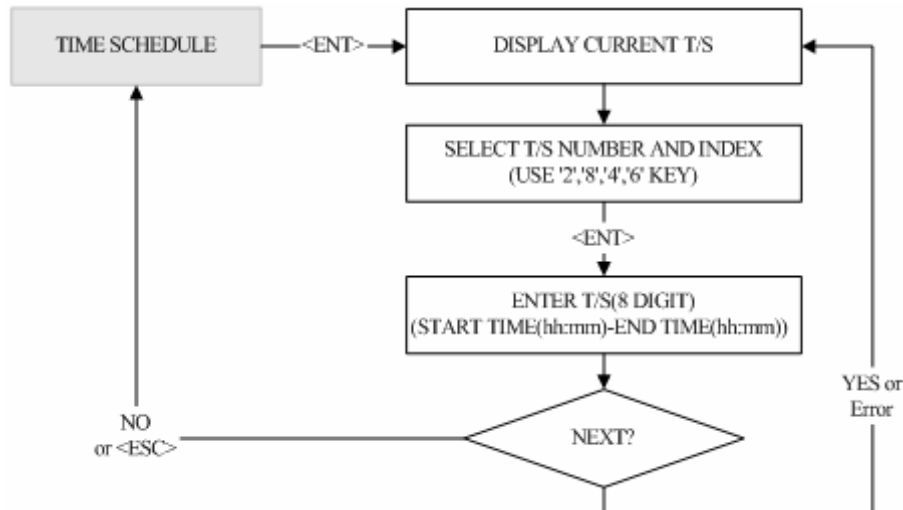 TIME SCHEDULE
<ENT>
DISPLAY CURRENT T/S
SELECT T/S NUMBER AND INDEX
(USE '2','8','4','6' KEY)
<ENT>
ENTER T/S(8 DIGIT)
(START TIME(hh:mm)-END TIME(hh:mm))
NEXT?
NO
or <ESC>
YES or
Error